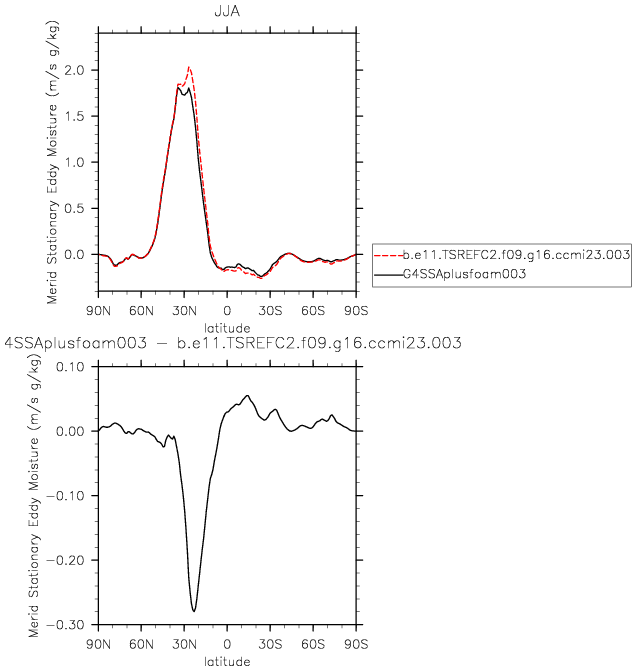 JJA
Merid Stationary Eddy Moisture (m/s g/kg)
2.0
1.5
1.0
0.5
0.0
90N 60N 30N 0 30S 60S 90S
latitude
b.e11.TSREFC2.f09.g16.ccmi23.003
G4SSAplusfoam003
4SSAplusfoam003 − b.e11.TSREFC2.f09.g16.ccmi23.003
Merid Stationary Eddy Moisture (m/s g/kg)
0.10
0.00
−0.10
−0.20
−0.30
90N 60N 30N 0 30S 60S 90S
latitude